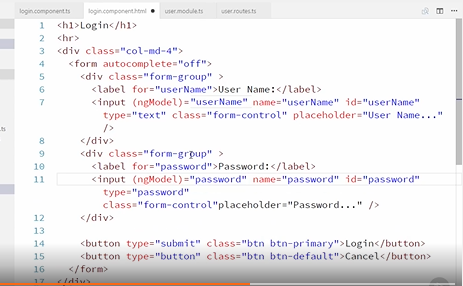 login.component.ts login.component.html user.module.ts user.routes.ts
1 <h1>Login</h1>
2 <hr>
3 <div class="col-md-4">
4 <form autocomplete="off">
5 <div class="form-group" >
6 <label for="userName">User Name:</label>
7 <input (ngModel)="userName" name="userName" id="userName"
type="text" class="form-control" placeholder="User Name..."
/>
8 </div>
9 <div class="form-group" >
10 <label for="password">Password:</label>
11 <input (ngModel)="password" name="password" id="password"
type="password"
class="form-control"placeholder="Password..." />
12 </div>
13
14 <button type="submit" class="btn btn-primary">Login</button>
15 <button type="button" class="btn btn-default">Cancel</button>
16 </form>
17 </div>
.ts